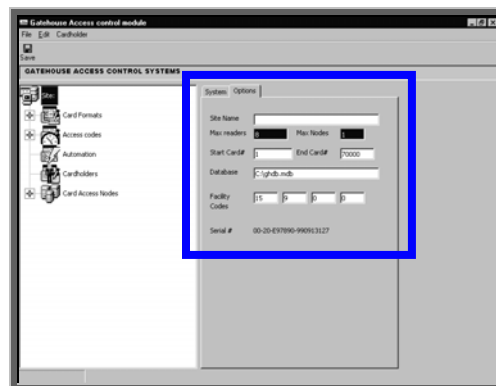 Gatehouse Access control module
File Edit Cardholder
Save
GATEHOUSE ACCESS CONTROL SYSTEMS
Site:
Card Formats
Access codes
Automation
Cardholders
Card Access Nodes
System Options
Site Name
Max readers 8 Max Nodes 1
Start Card# 1 End Card# 70000
Database C:\ghdb.mdb
Facility Codes 15 9 0 0
Serial # 00-20-E97890-990913127